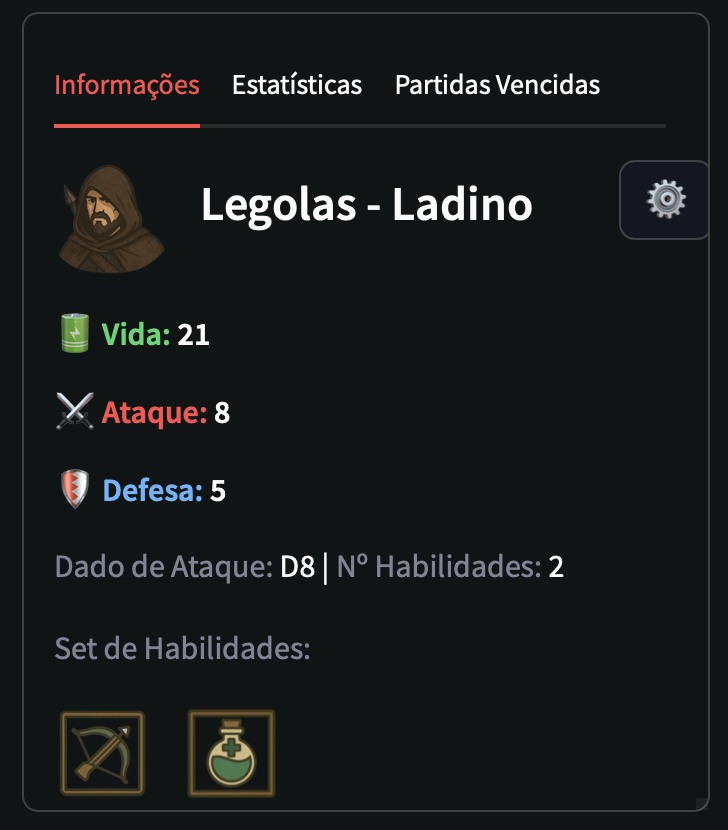 Informações Estatísticas Partidas Vencidas
Legolas - Ladino
Vida: 21
Ataque: 8
Defesa: 5
Dado de Ataque: D8 | Nº Habilidades: 2
Set de Habilidades: